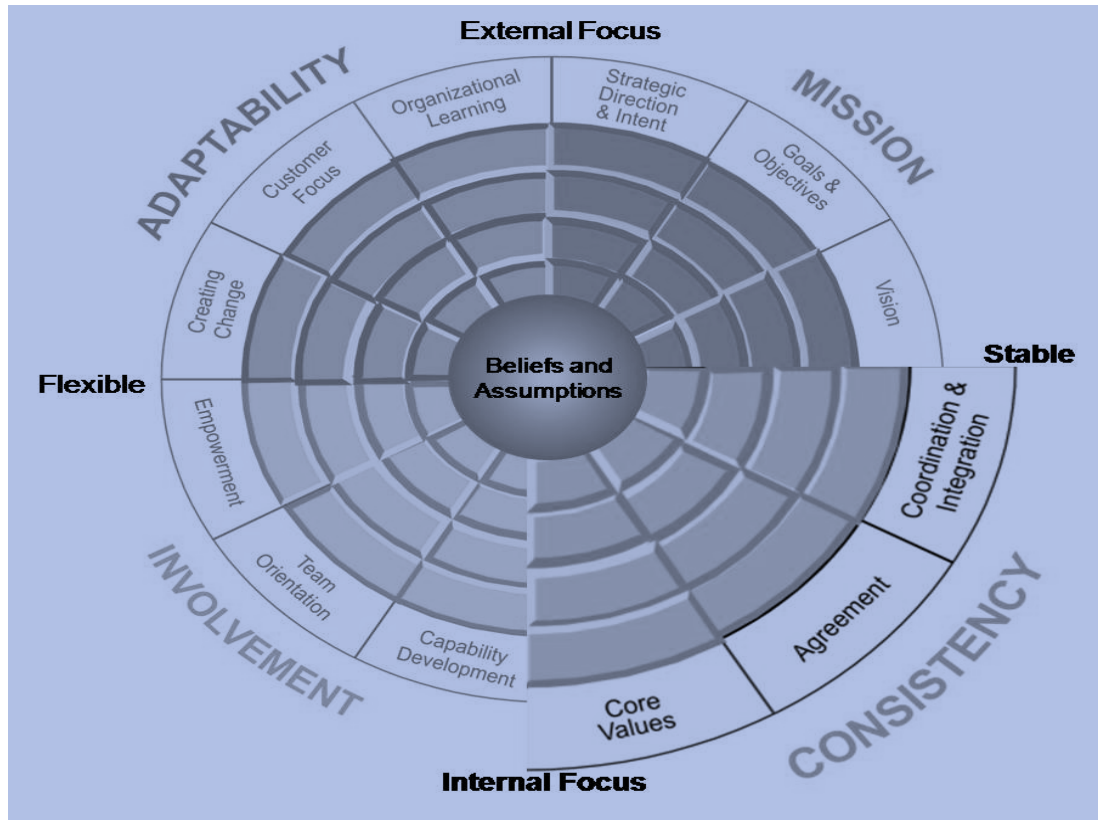 External Focus
ADAPTABILITY
MISSION
Organizational
Learning
Strategic
Direction
& Intent
Customer
Focus
Goals &
Objectives
Creating
Change
Vision
Stable
Flexible
Beliefs and
Assumptions
Empowerment
Coordination &
Integration
Team
Orientation
Agreement
INVOLVEMENT
Capability
Development
CONSISTENCY
Core
Values
Internal Focus